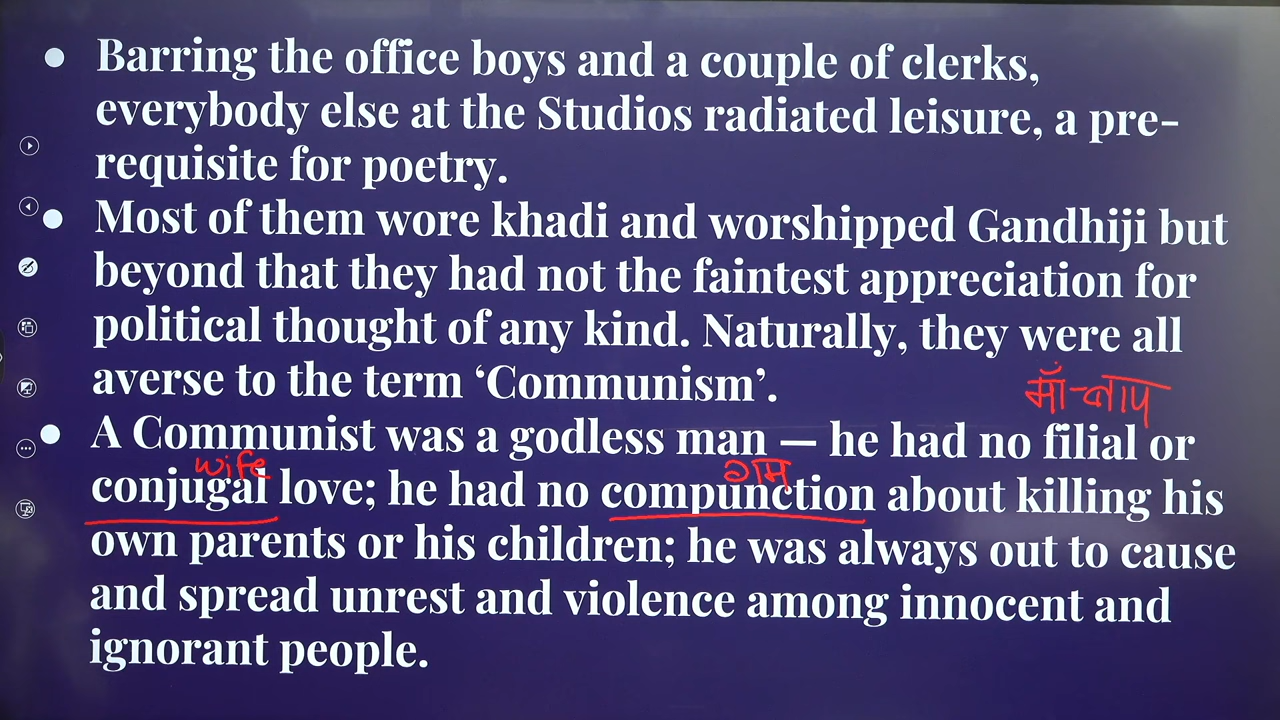 Barring the office boys and a couple of clerks,
everybody else at the Studios radiated leisure, a pre-
requisite for poetry.
Most of them wore khadi and worshipped Gandhiji but
beyond that they had not the faintest appreciation for
political thought of any kind. Naturally, they were all
averse to the term ‘Communism’.
माँ-बाप
A Communist was a godless man — he had no filial or
wife गम
conjugal love; he had no compunction about killing his
own parents or his children; he was always out to cause
and spread unrest and violence among innocent and
ignorant people.